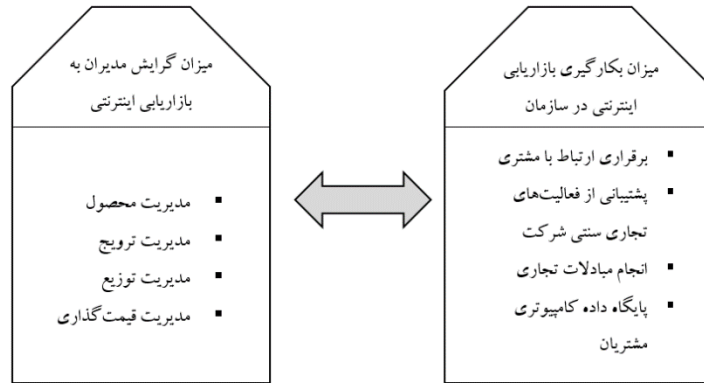 میزان بکارگیری بازاریابی
اینترنتی در سازمان
▪ برقراری ارتباط با مشتری
▪ پشتیبانی از فعالیت‌های
تجاری سنتی شرکت
▪ انجام مبادلات تجاری
▪ پایگاه داده کامپیوتری
مشتریان
میزان گرایش مدیران به
بازاریابی اینترنتی
▪ مدیریت محصول
▪ مدیریت ترویج
▪ مدیریت توزیع
▪ مدیریت قیمت‌گذاری